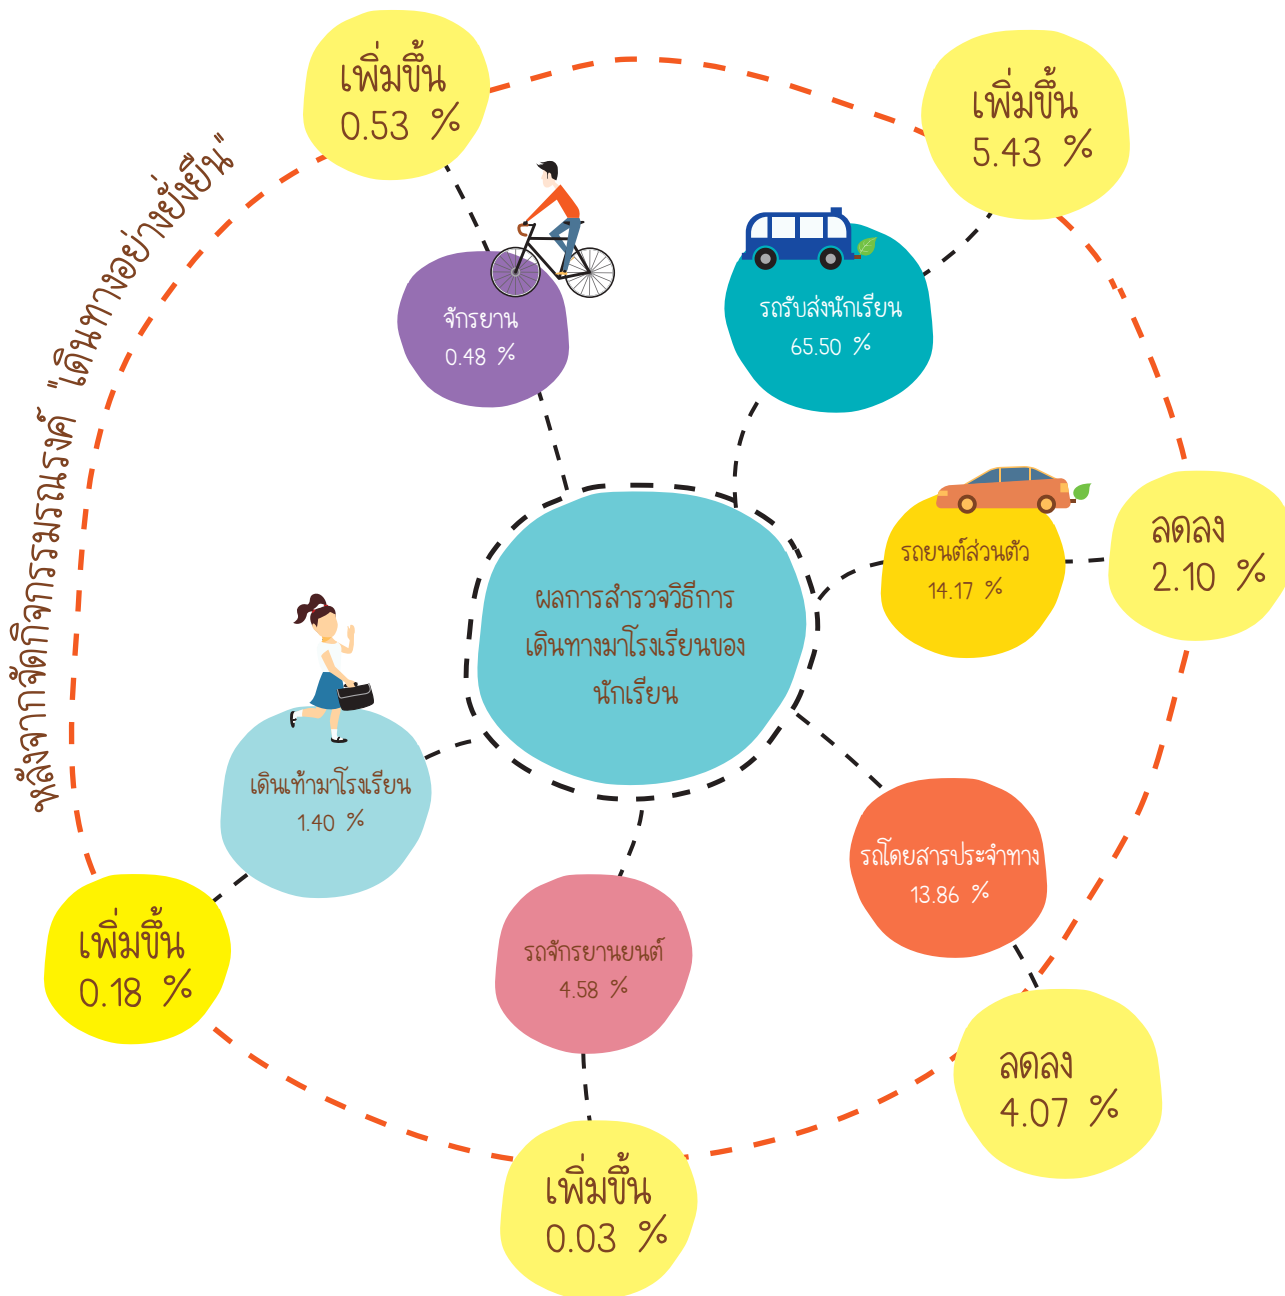 เพิ่มขึ้น
0.53 %
เพิ่มขึ้น
5.43 %
หลังจากจัดกิจกรรมรณรงค์ "เดินทางอย่างยั่งยืน"
จักรยาน
0.48 %
รถรับส่งนักเรียน
65.50 %
รถยนต์ส่วนตัว
14.17 %
ลดลง
2.10 %
ผลการสำรวจวิธีการ
เดินทางมาโรงเรียนของ
นักเรียน
เดินเท้ามาโรงเรียน
1.40 %
รถโดยสารประจำทาง
13.86 %
เพิ่มขึ้น
0.18 %
รถจักรยานยนต์
4.58 %
ลดลง
4.07 %
เพิ่มขึ้น
0.03 %